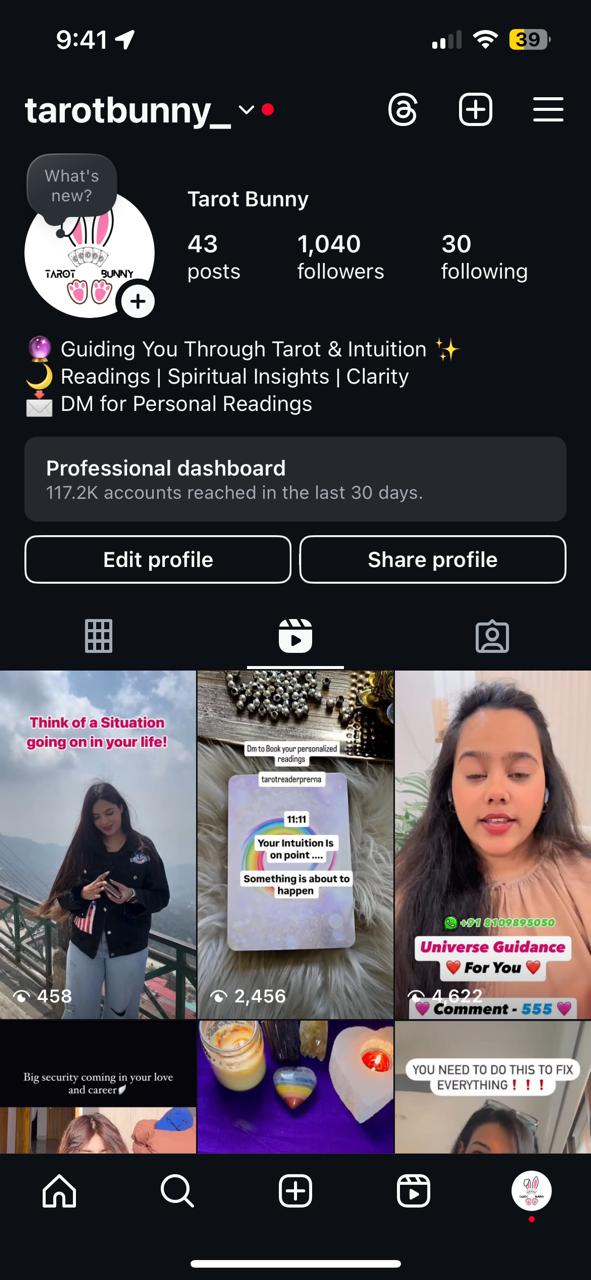 9:41
39
tarotbunny_
What's
new?
TAROT BUNNY
Tarot Bunny
43 1,040 30
posts followers following
🔮 Guiding You Through Tarot & Intuition ✨
🌙 Readings | Spiritual Insights | Clarity
📩 DM for Personal Readings
Professional dashboard
117.2K accounts reached in the last 30 days.
Edit profile
Share profile
Think of a Situation
going on in your life!
458
Dm to Book your personalized
readings
tarotreaderprerna
11:11
Your Intuition Is
on point ....
Something is about to
happen
2,456
+91 8109895050
Universe Guidance
❤️ For You ❤️
4,622
💜 Comment - 555 💜
Big security coming in your love
and career🪽
YOU NEED TO DO THIS TO FIX
EVERYTHING❗❗❗